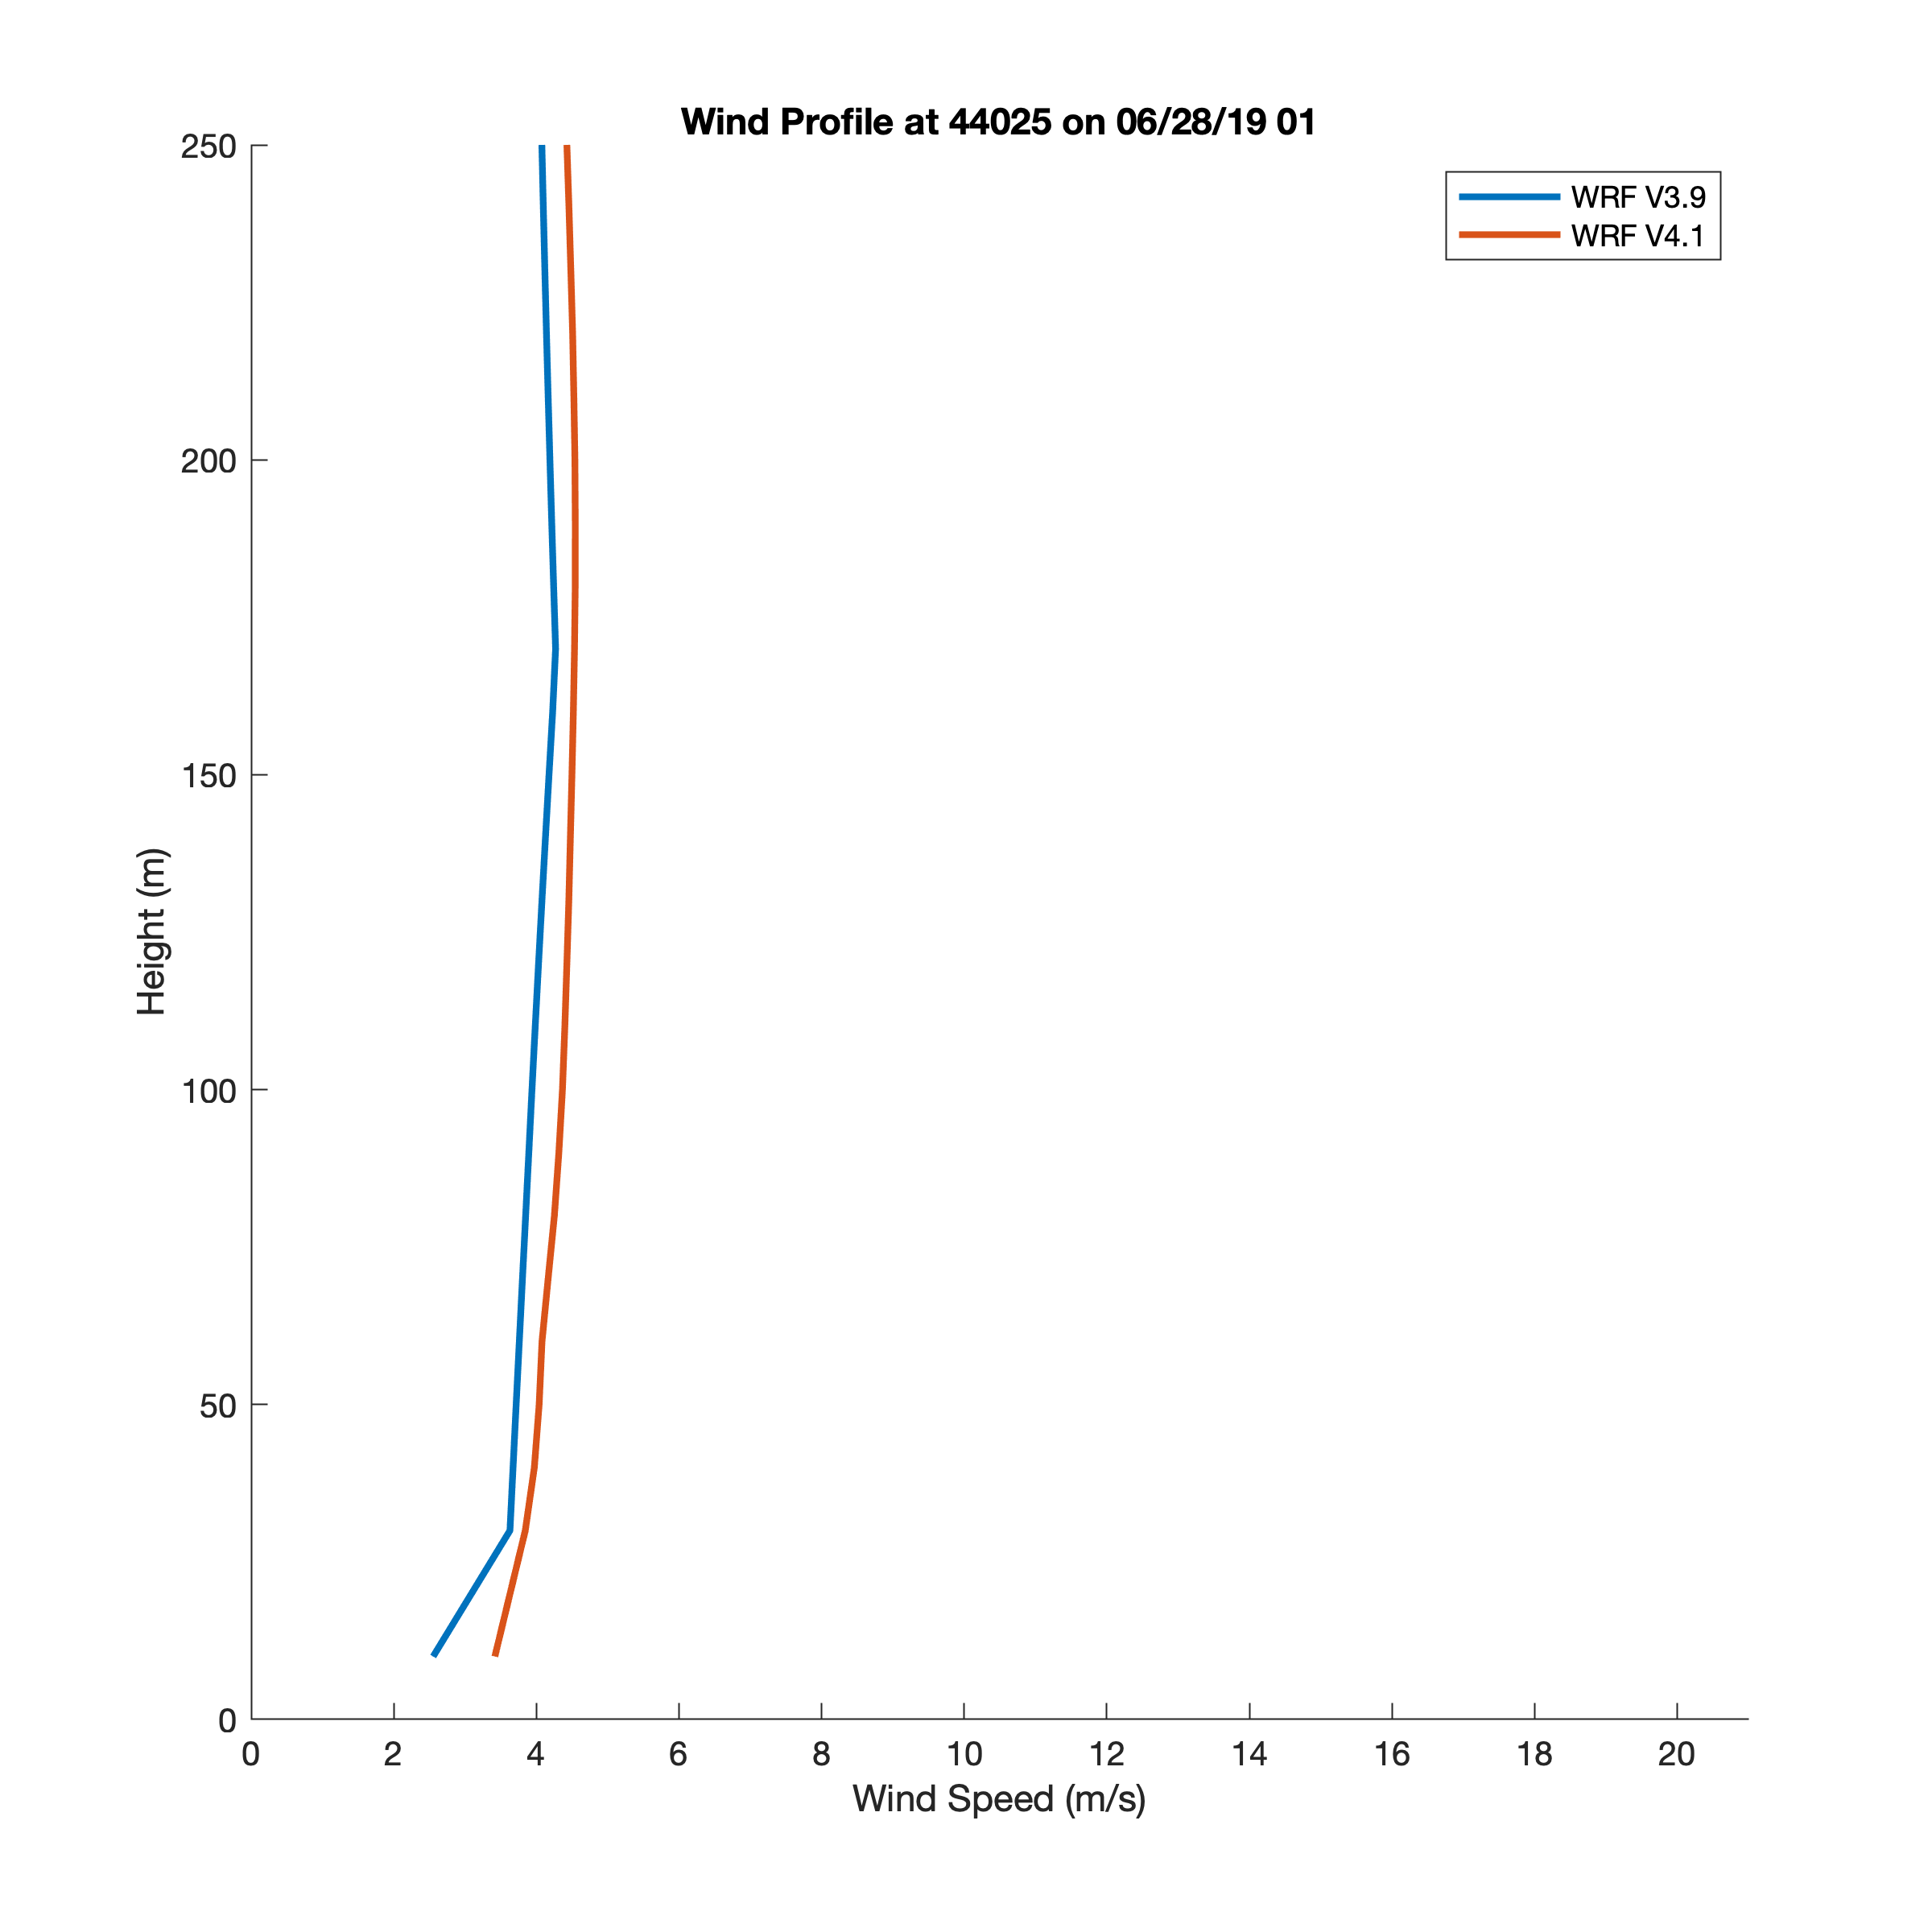 Wind Profile at 44025 on 06/28/19 01
WRF V3.9
WRF V4.1
250
200
150
100
50
0
Height (m)
0 2 4 6 8 10 12 14 16 18 20
Wind Speed (m/s)